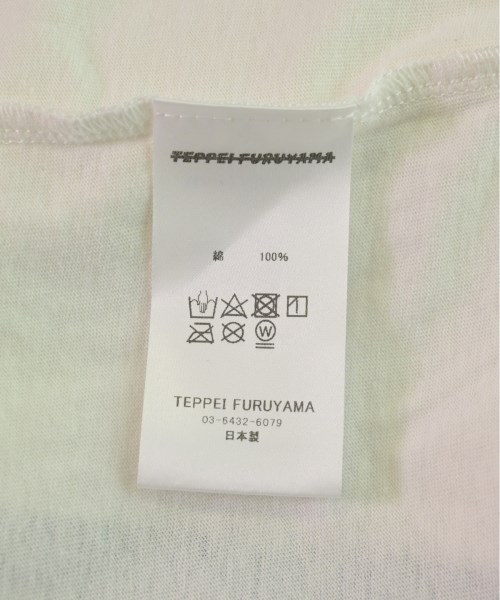 TEPPEI FURUYAMA
綿 100%
W
TEPPEI FURUYAMA
03-6432-6079
日本製